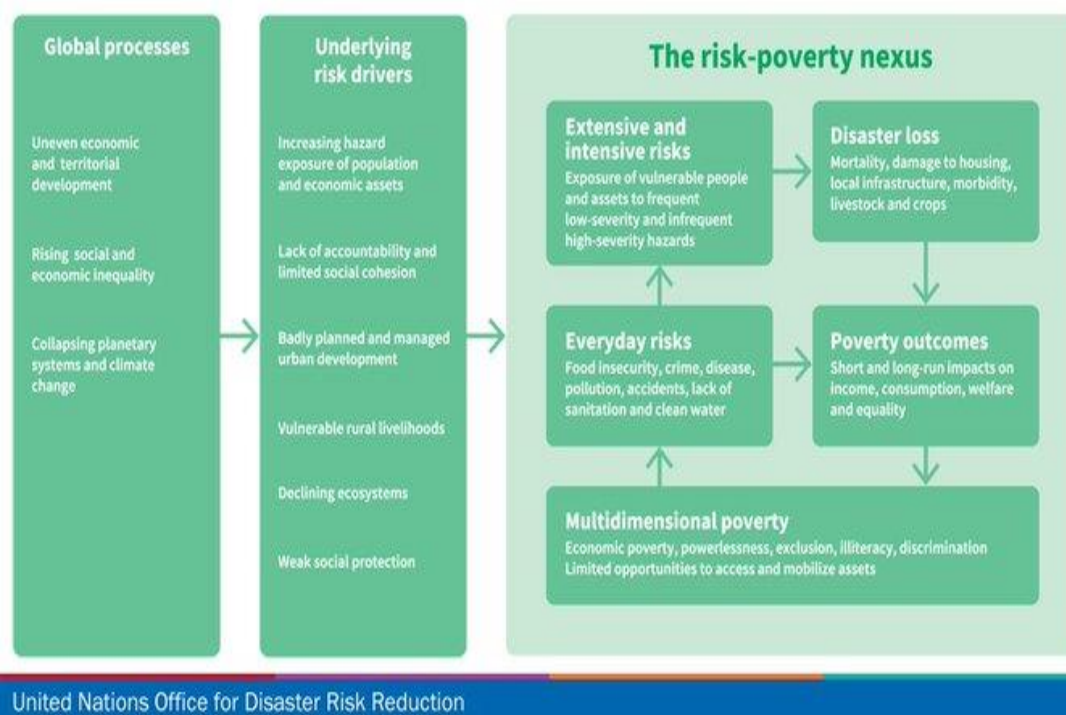 Global processes
Uneven economic
and territorial
development
Rising social and
economic inequality
Collapsing planetary
systems and climate
change
Underlying
risk drivers
Increasing hazard
exposure of population
and economic assets
Lack of accountability and
limited social cohesion
Badly planned and managed
urban development
Vulnerable rural livelihoods
Declining ecosystems
Weak social protection
The risk-poverty nexus
Extensive and
intensive risks
Exposure of vulnerable people
and assets to frequent
low-severity and infrequent
high-severity hazards
Disaster loss
Mortality, damage to housing,
local infrastructure, morbidity,
livestock and crops
Everyday risks
Food insecurity, crime, disease,
pollution, accidents, lack of
sanitation and clean water
Poverty outcomes
Short and long-run impacts on
income, consumption, welfare
and equality
Multidimensional poverty
Economic poverty, powerlessness, exclusion, illiteracy, discrimination
Limited opportunities to access and mobilize assets
United Nations Office for Disaster Risk Reduction